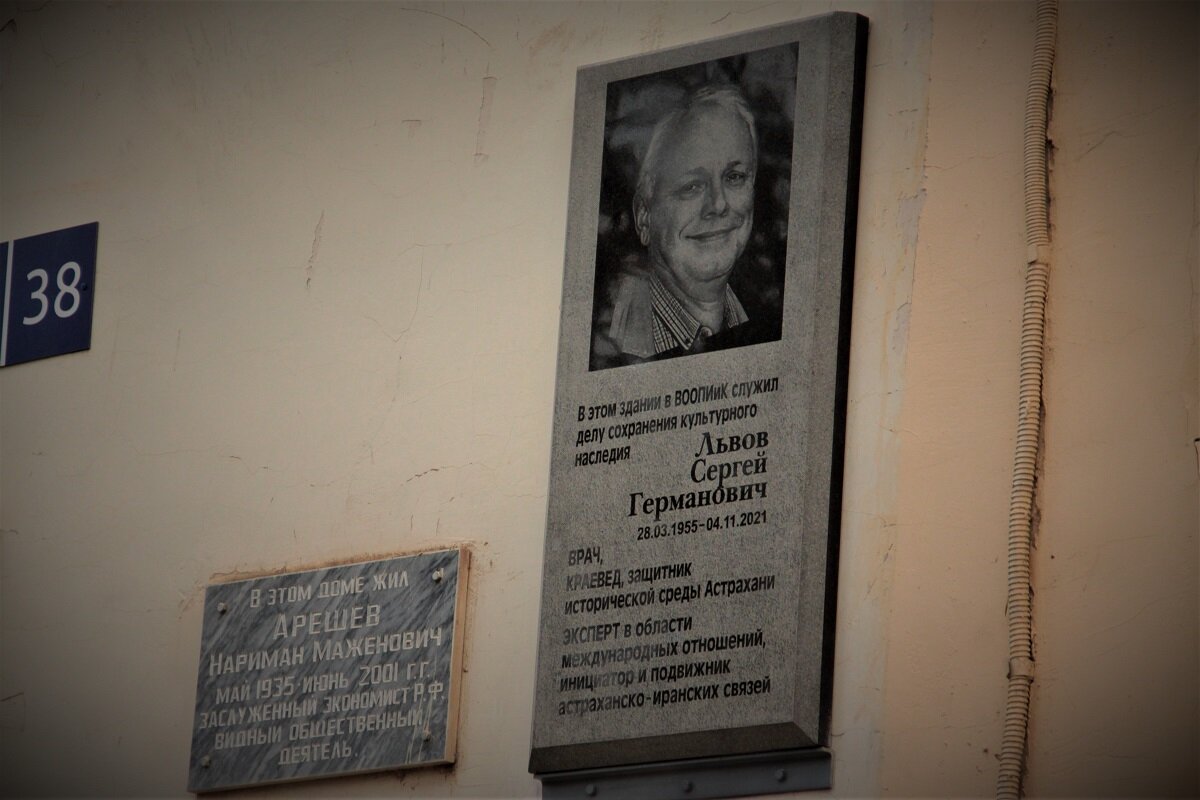 38
В ЭТОМ ДОМЕ ЖИЛ
АРЕШЕВ
НАРИМАН МАЖЕНОВИЧ
МАЙ 1935-ИЮНЬ 2001 Г.Г.
ЗАСЛУЖЕННЫЙ ЭКОНОМИСТ РФ
ВИДНЫЙ ОБЩЕСТВЕННЫЙ
ДЕЯТЕЛЬ.
В этом здании в ВООПИиК служил
делу сохранения культурного
наследия
Львов
Сергей
Германович
28.03.1955-04.11.2021
ВРАЧ,
КРАЕВЕД, защитник
исторической среды Астрахани
ЭКСПЕРТ в области
международных отношений,
инициатор и подвижник
астраханско-иранских связей